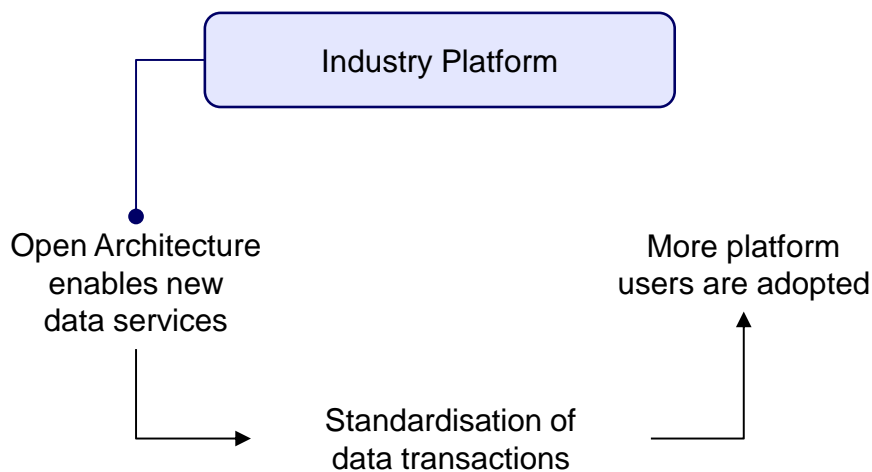 Industry Platform
Open Architecture
enables new
data services
Standardisation of
data transactions
More platform
users are adopted